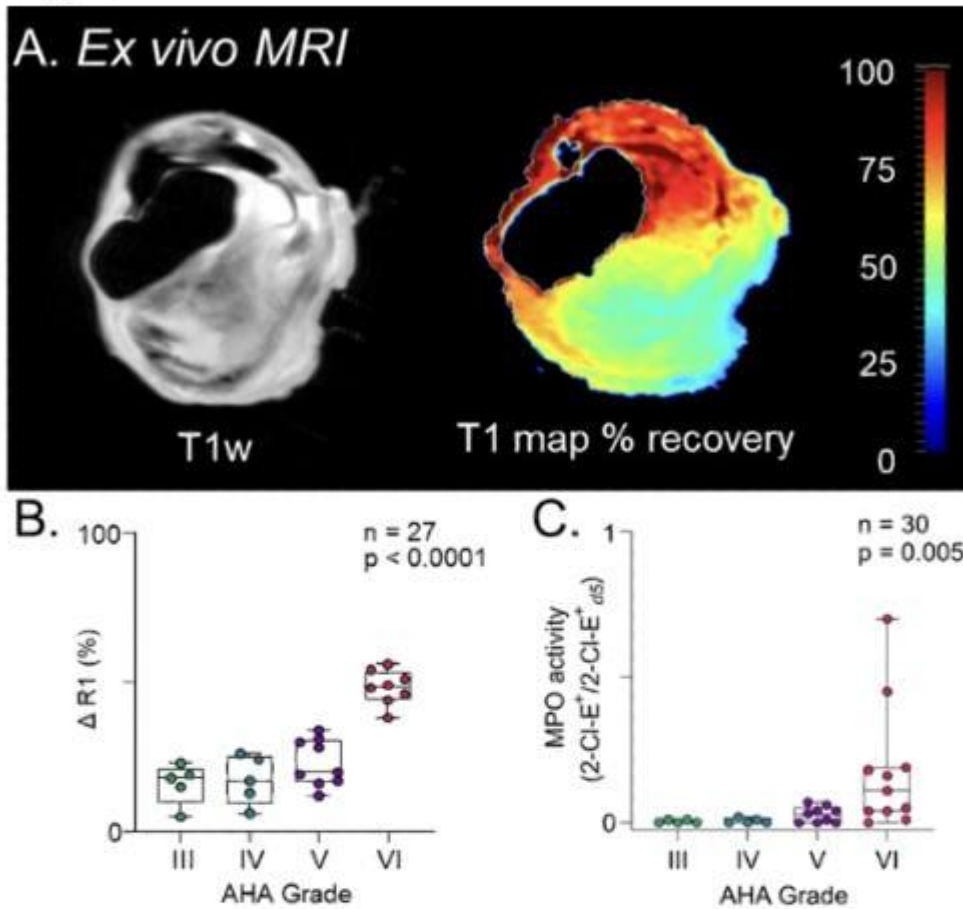 A. Ex vivo MRI
100
75
50
25
0
T1w
T1 map % recovery
B.
n = 27
p < 0.0001
100
Δ R1 (%)
0
III IV V VI
AHA Grade
C.
n = 30
p = 0.005
1
MPO activity
(2-Cl-E⁺/2-Cl-E⁺d5)
0
III IV V VI
AHA Grade